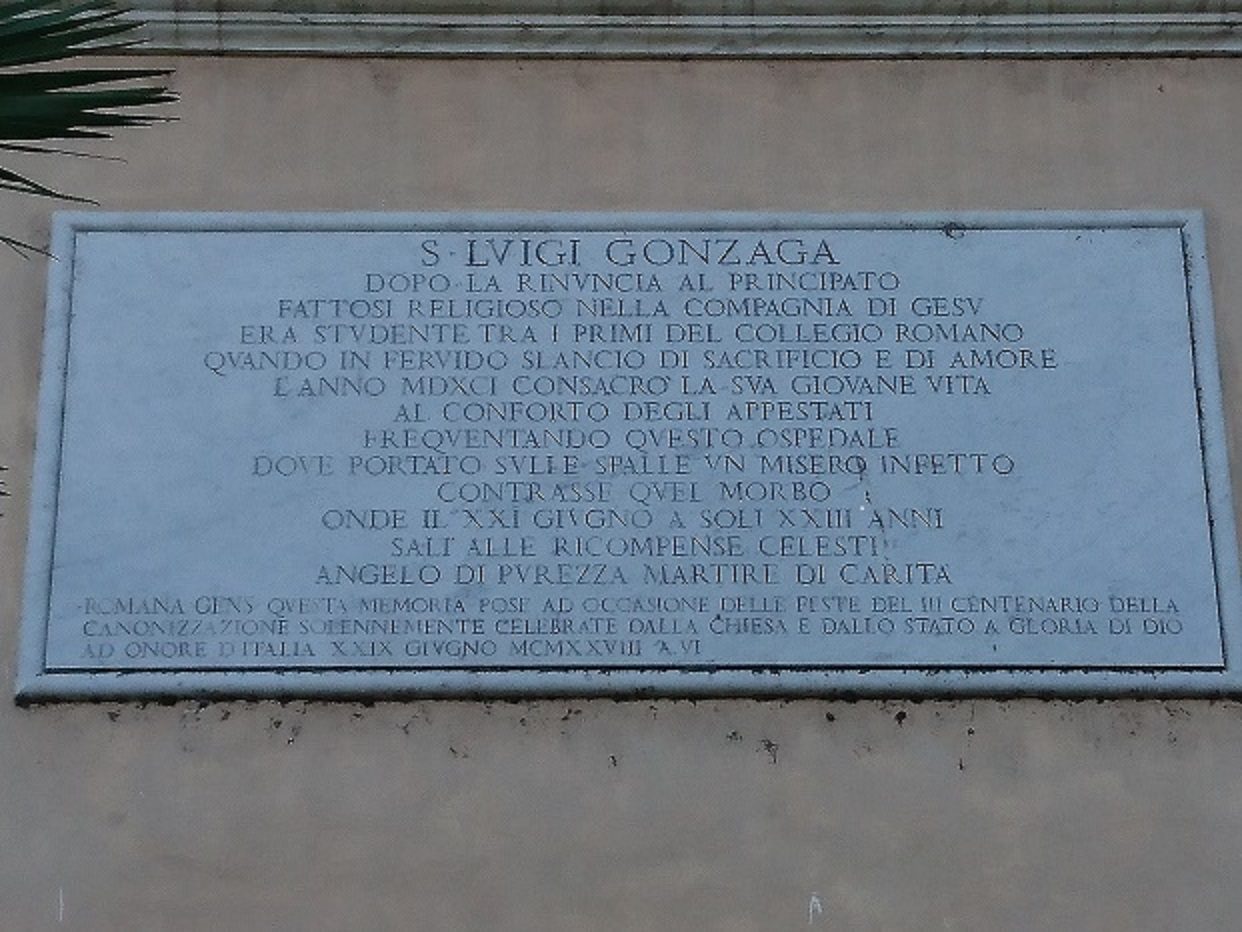 S·LVIGI GONZAGA
DOPO LA RINVNCIA AL PRINCIPATO
FATTOSI RELIGIOSO NELLA COMPAGNIA DI GESV
ERA STVDENTE TRA I PRIMI DEL COLLEGIO ROMANO
QVANDO IN FERVIDO SLANCIO DI SACRIFICIO E DI AMORE
L'ANNO MDXCI CONSACRO' LA SVA GIOVANE VITA
AL CONFORTO DEGLI APPESTATI
FREQVENTANDO QVESTO OSPEDALE
DOVE PORTATO SVLLE SPALLE VN MISERO INFETTO
CONTRASSE QVEL MORBO
ONDE IL XXI GIVGNO A SOLI XXIII ANNI
SALI' ALLE RICOMPENSE CELESTI
ANGELO DI PVREZZA MARTIRE DI CARITA'
ROMANA GENS QVESTA MEMORIA POSE AD OCCASIONE DELLE FESTE DEL III CENTENARIO DELLA
CANONIZZAZIONE SOLENNEMENTE CELEBRATE DALLA CHIESA E DALLO STATO A GLORIA DI DIO
AD ONORE D'ITALIA XXIX GIVGNO MCMXXVIII A.VI